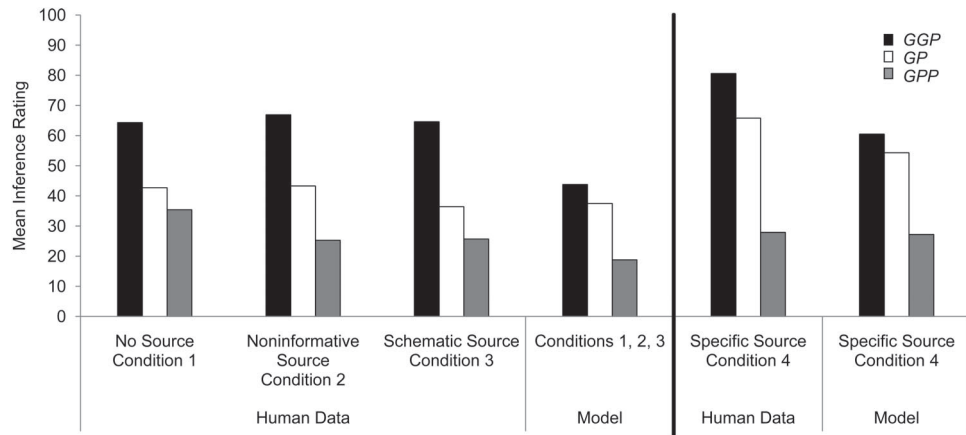 100
90
80
70
60
50
40
30
20
10
0
Mean Inference Rating
GGP
GP
GPP
No Source
Condition 1
Noninformative
Source
Condition 2
Schematic Source
Condition 3
Conditions 1, 2, 3
Specific Source
Condition 4
Specific Source
Condition 4
Human Data
Model
Human Data
Model